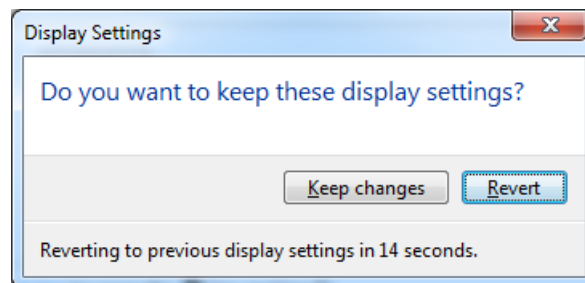 Display Settings
Do you want to keep these display settings?
Keep changes Revert
Reverting to previous display settings in 14 seconds.